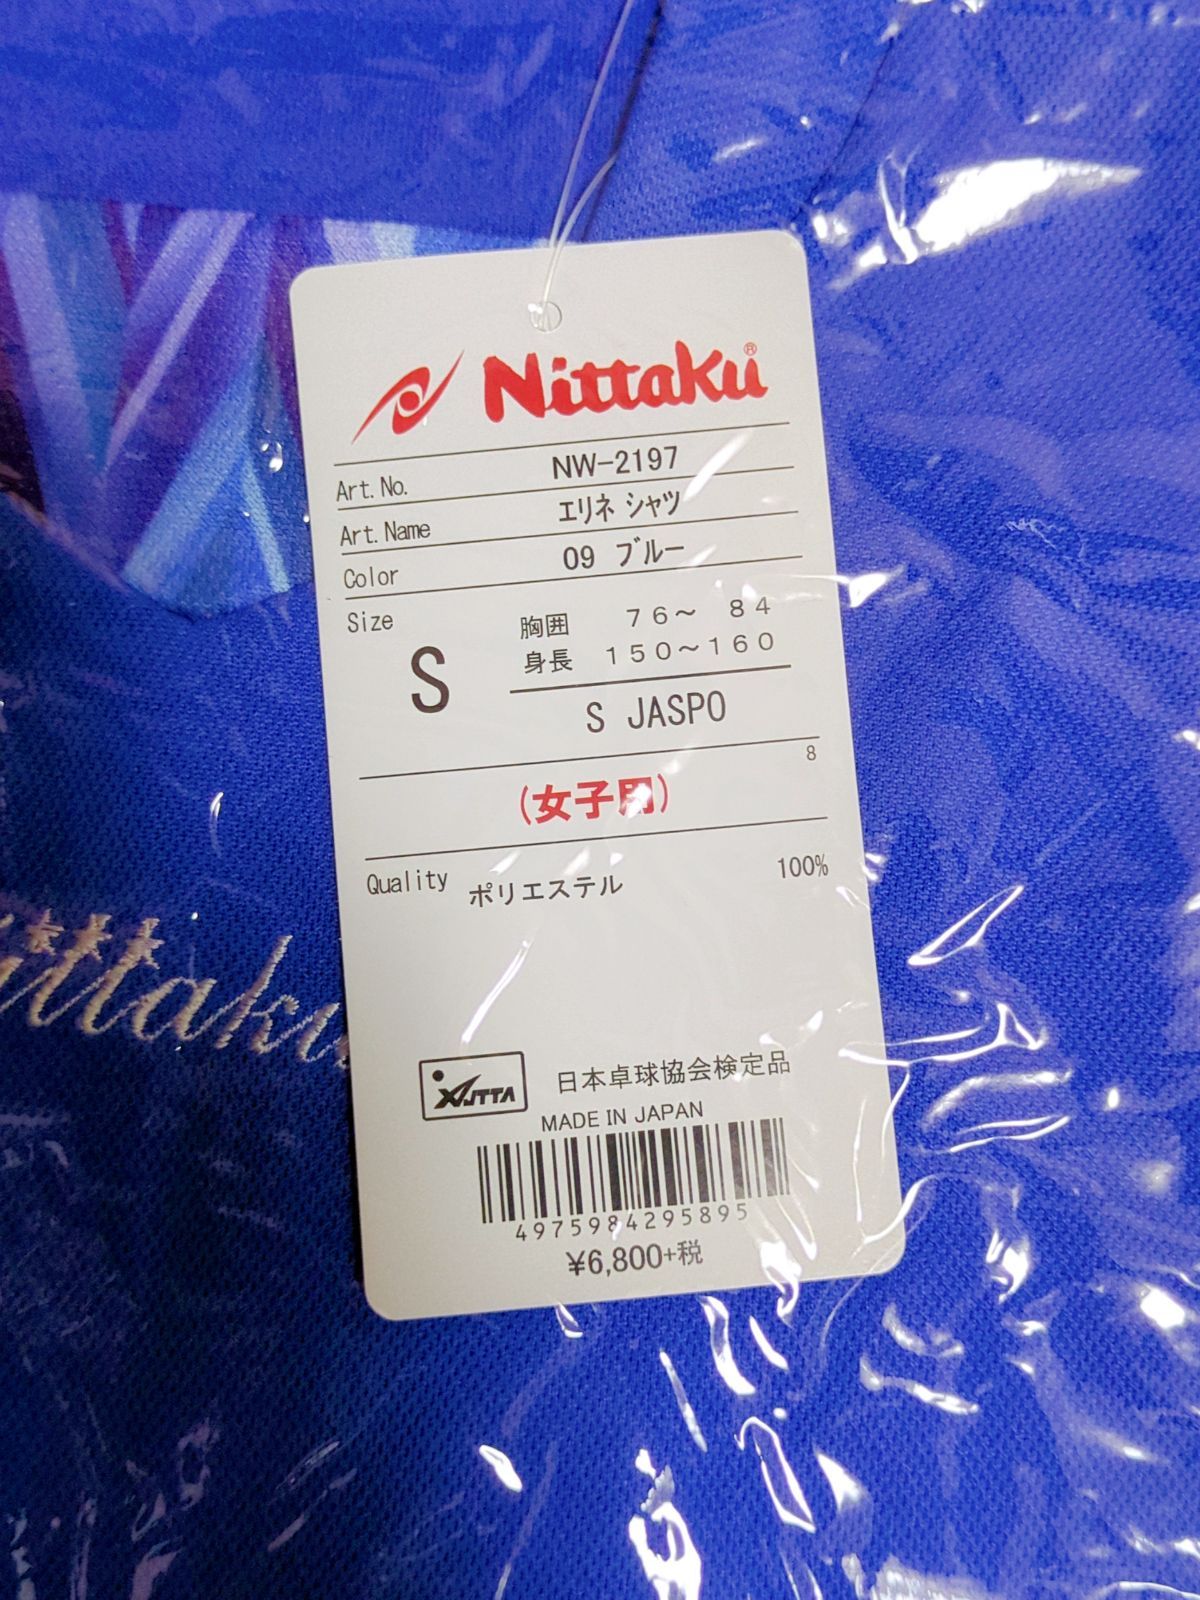 Nittaku®
Art.No. NW-2197
Art.Name エリネ シャツ
Color 09 ブルー
Size S
胸囲 76～ 84
身長 150～160
S JASPO
8
(女子用)
Quality ポリエステル 100%
ittaku
JTTA 日本卓球協会検定品
MADE IN JAPAN
4975984295895
¥6,800+税